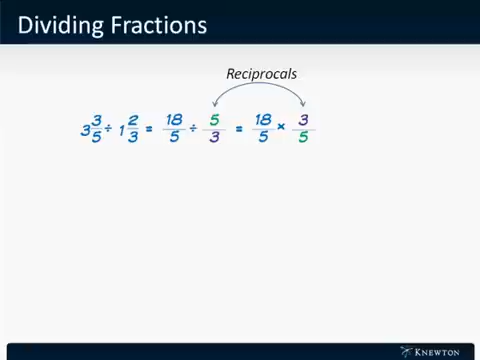 Dividing Fractions
Reciprocals
3 3/5 ÷ 1 2/3 = 18/5 ÷ 5/3 = 18/5 × 3/5
KNEWTON